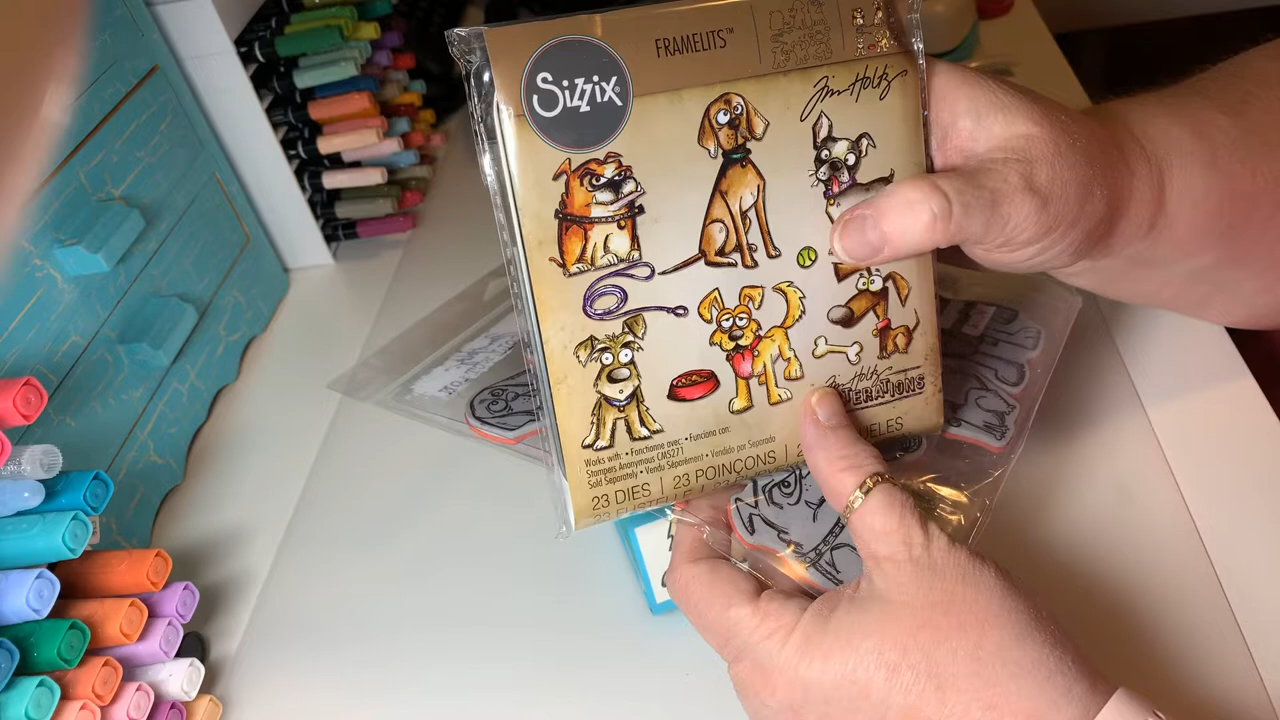 Sizzix
FRAMELITS™
Tim Holtz
Works with: • Fonctionne avec: • Funciona con:
Stampers Anonymous CMS271
Sold Separately • Vendu Séparément • Vendido por Separado
Tim Holtz
23 DIES | 23 POINÇONS | 2